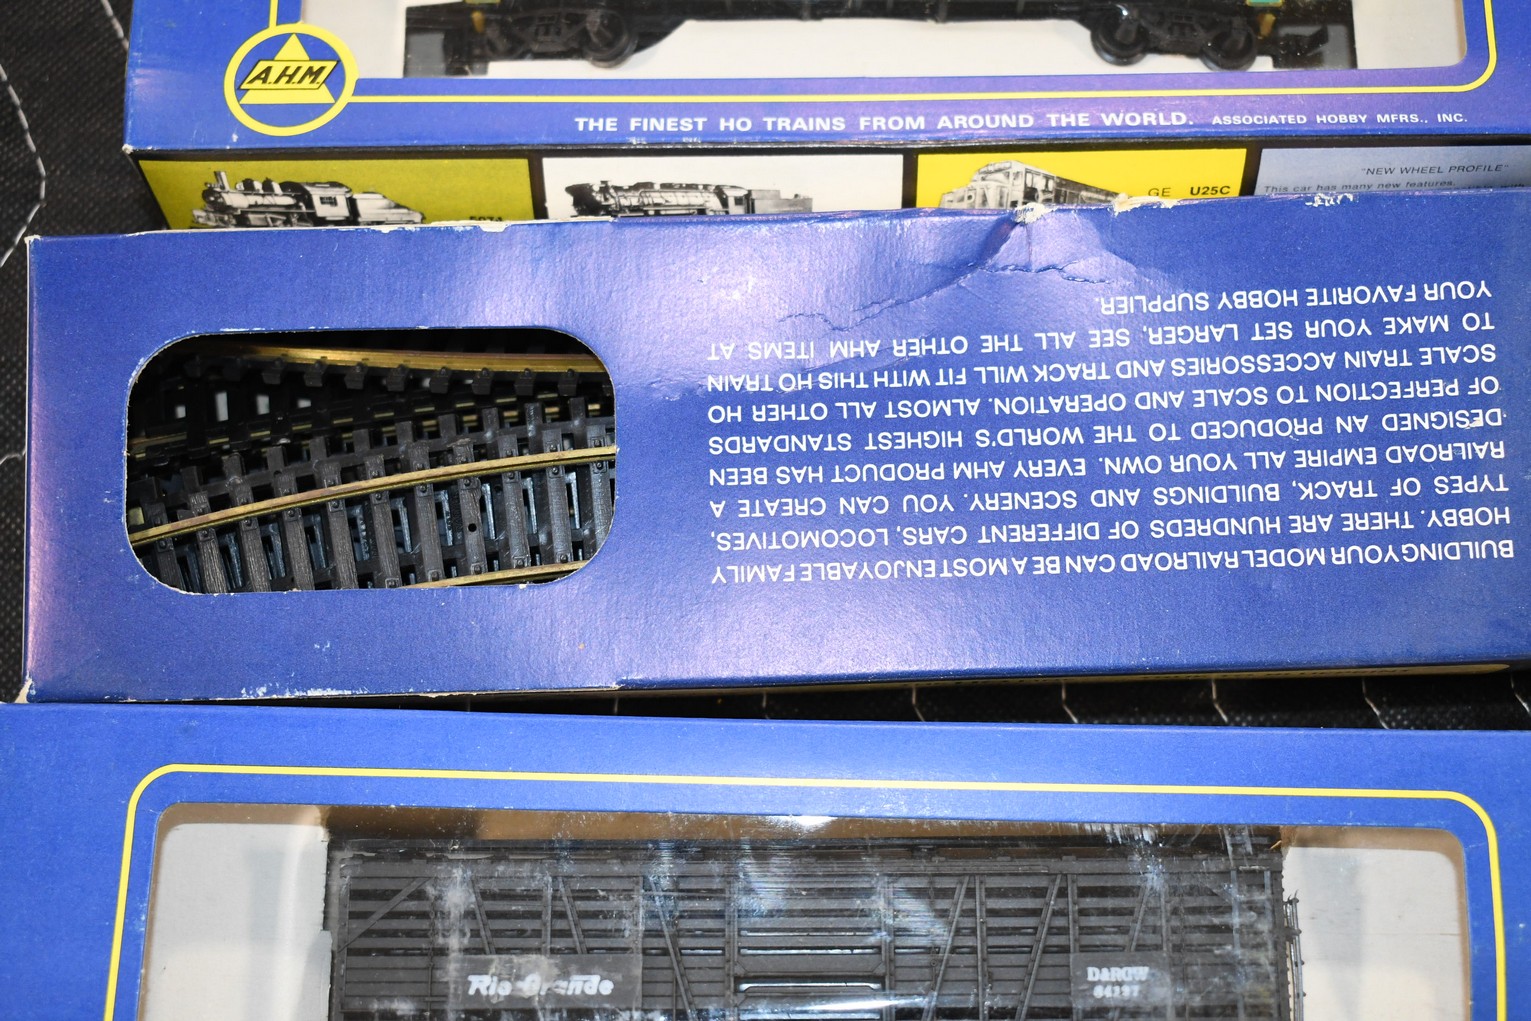 A.H.M.
THE FINEST HO TRAINS FROM AROUND THE WORLD. ASSOCIATED HOBBY MFRS., INC.
5074
GE U25C
"NEW WHEEL PROFILE"
This car has many new features.
BUILDING YOUR MODEL RAILROAD CAN BE A MOST ENJOYABLE FAMILY
HOBBY. THERE ARE HUNDREDS OF DIFFERENT CARS, LOCOMOTIVES,
TYPES OF TRACK, BUILDINGS AND SCENERY. YOU CAN CREATE A
RAILROAD EMPIRE ALL YOUR OWN. EVERY AHM PRODUCT HAS BEEN
DESIGNED AN PRODUCED TO THE WORLD'S HIGHEST STANDARDS
OF PERFECTION TO SCALE AND OPERATION. ALMOST ALL OTHER HO
SCALE TRAIN ACCESSORIES AND TRACK WILL FIT WITH THIS HO TRAIN
TO MAKE YOUR SET LARGER, SEE ALL THE OTHER AHM ITEMS AT
YOUR FAVORITE HOBBY SUPPLIER.
Rio Grande
D&RGW